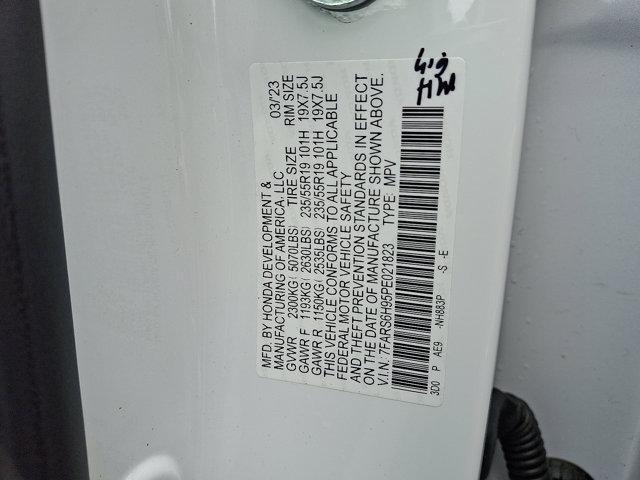 MFD. BY HONDA DEVELOPMENT & 03/'23
MANUFACTURING OF AMERICA, LLC
GVWR 2300KG( 5070LBS) TIRE SIZE RIM SIZE
GAWR F 1193KG( 2630LBS) 235/55R19 101H 19X7.5J
GAWR R 1150KG( 2535LBS) 235/55R19 101H 19X7.5J
THIS VEHICLE CONFORMS TO ALL APPLICABLE
FEDERAL MOTOR VEHICLE SAFETY
AND THEFT PREVENTION STANDARDS IN EFFECT
ON THE DATE OF MANUFACTURE SHOWN ABOVE.
V.I.N. 7FARS6H95PE021823 TYPE: MPV
3D0 P AE9 -NH883P -S -E